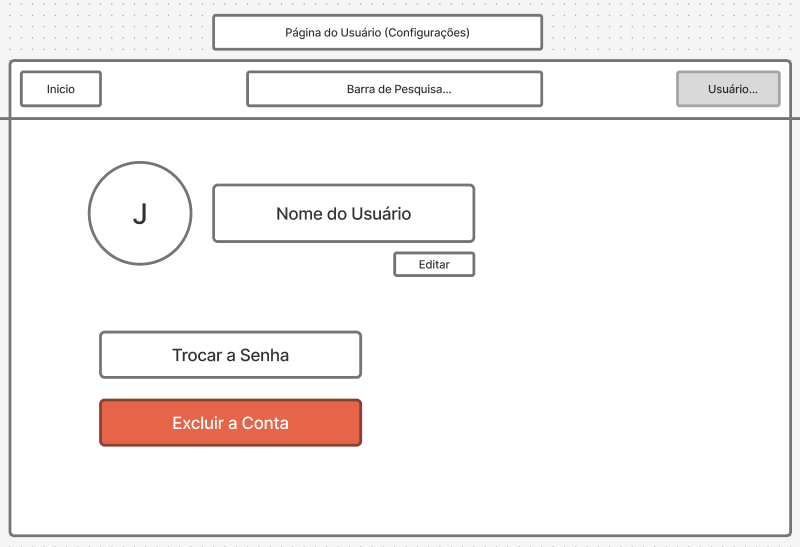 Página do Usuário (Configurações)
Inicio
Barra de Pesquisa...
Usuário...
J
Nome do Usuário
Editar
Trocar a Senha
Excluir a Conta